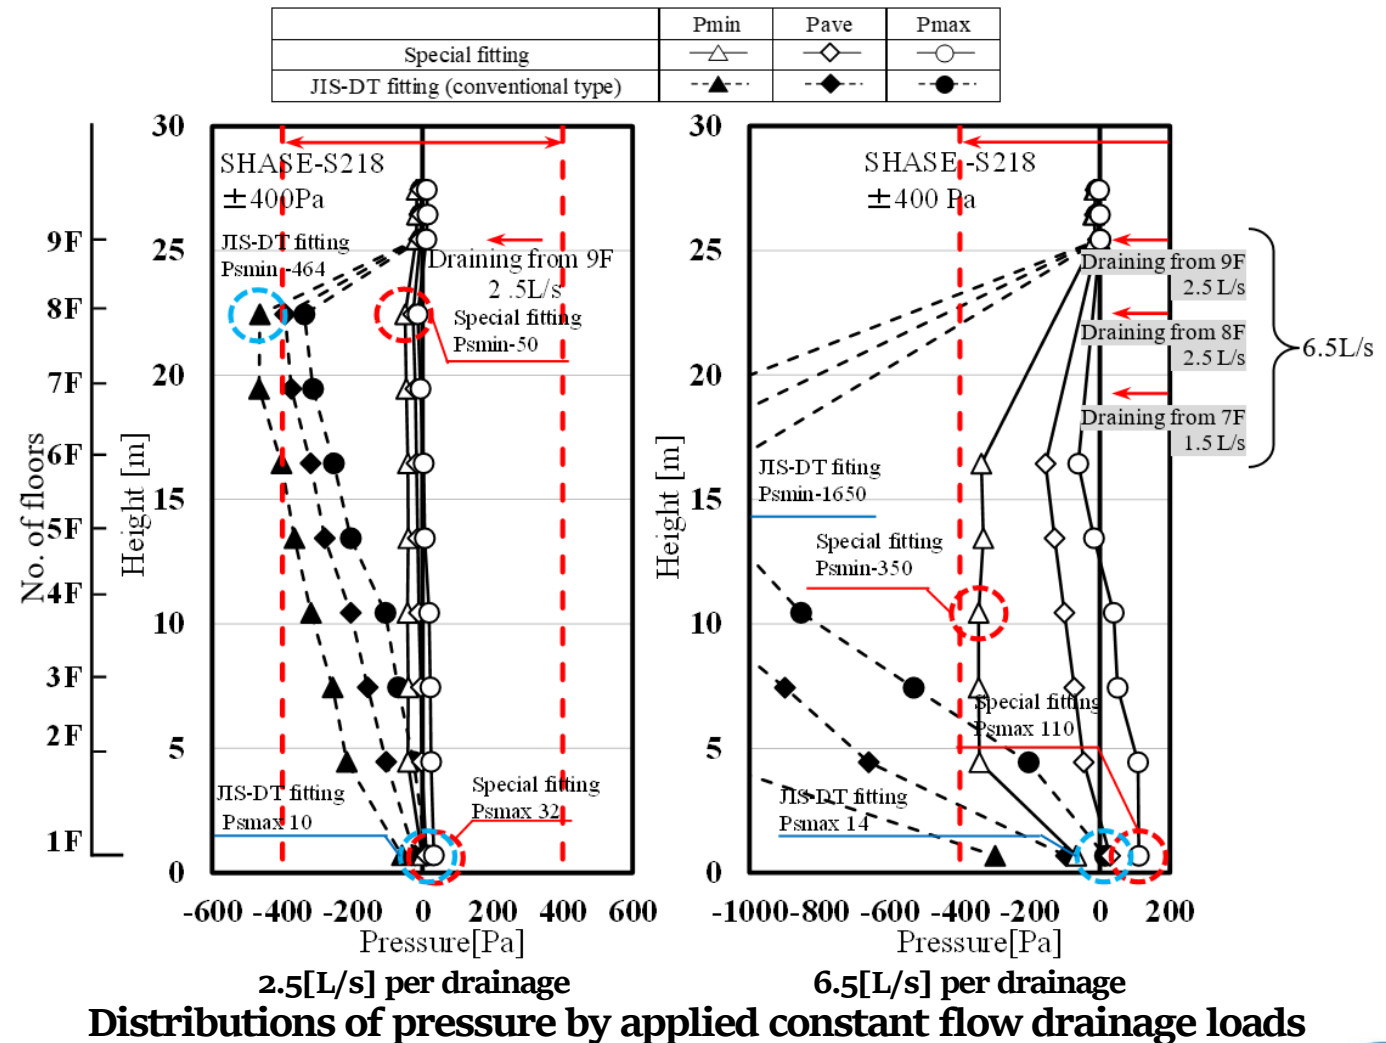 Pmin Pave Pmax
Special fitting
JIS-DT fitting (conventional type)
No. of floors
9F
8F
7F
6F
5F
4F
3F
2F
1F
Height [m]
30
25
20
15
10
5
0
SHASE-S218
±400Pa
JIS-DT fitting
Psmin -464
Draining from 9F
2 .5L/s
Special fitting
Psmin-50
JIS-DT fitting
Psmax 10
Special fitting
Psmax 32
-600 -400 -200 0 200 400 600
Pressure[Pa]
2.5[L/s] per drainage
Height [m]
30
25
20
15
10
5
0
SHASE -S218
±400 Pa
Draining from 9F
2.5 L/s
Draining from 8F
2.5 L/s
Draining from 7F
1.5 L/s
6.5L/s
JIS-DT fiting
Psmin-1650
Special fitting
Psmin-350
Special fitting
Psmax 110
JIS-DT fitting
Psmax 14
-1000 -800 -600 -400 -200 0 200
Pressure[Pa]
6.5[L/s] per drainage
Distributions of pressure by applied constant flow drainage loads